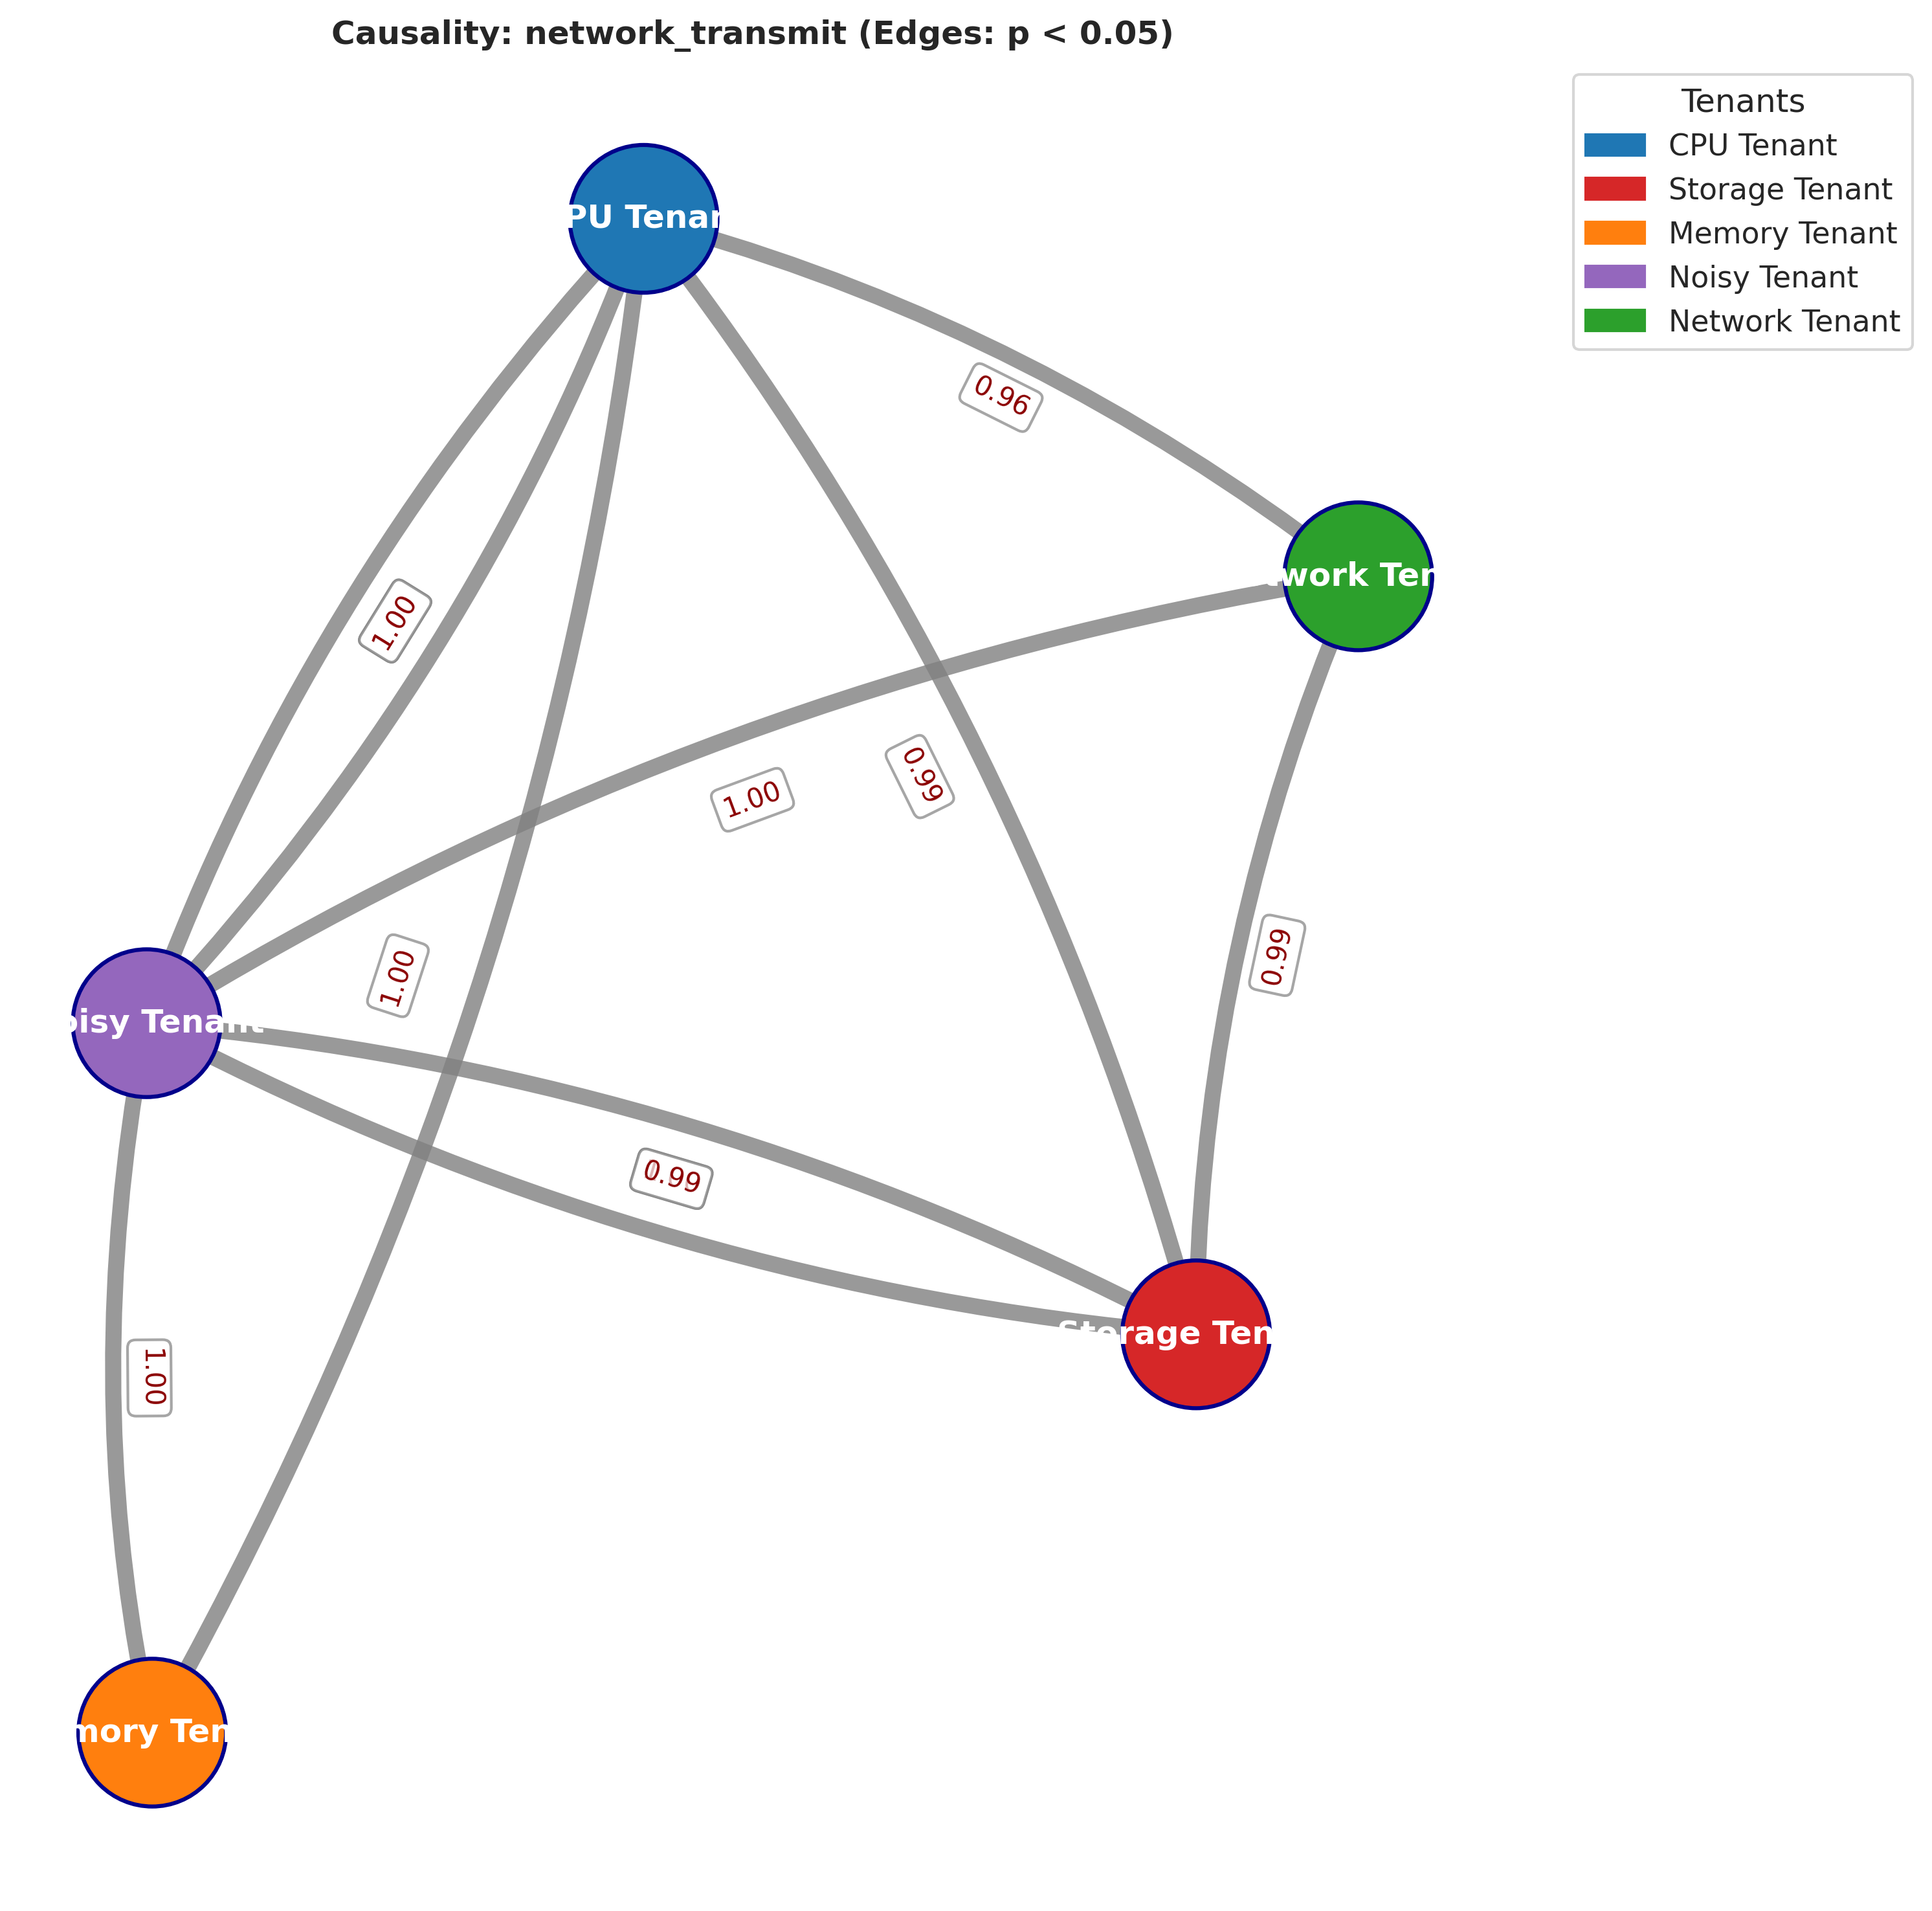 Causality: network_transmit (Edges: p < 0.05)
Tenants
CPU Tenant
Storage Tenant
Memory Tenant
Noisy Tenant
Network Tenant
PU Tenan
0.96
work Ten
1.00
0.99
1.00
0.99
1.00
oisy Tenant
0.99
Storage Ten
1.00
mory Ten